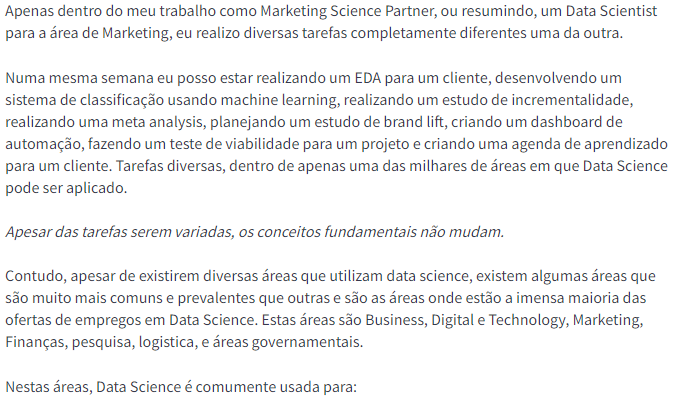 Apenas dentro do meu trabalho como Marketing Science Partner, ou resumindo, um Data Scientist
para a área de Marketing, eu realizo diversas tarefas completamente diferentes uma da outra.
Numa mesma semana eu posso estar realizando um EDA para um cliente, desenvolvendo um
sistema de classificação usando machine learning, realizando um estudo de incrementalidade,
realizando uma meta analysis, planejando um estudo de brand lift, criando um dashboard de
automação, fazendo um teste de viabilidade para um projeto e criando uma agenda de aprendizado
para um cliente. Tarefas diversas, dentro de apenas uma das milhares de áreas em que Data Science
pode ser aplicado.
Apesar das tarefas serem variadas, os conceitos fundamentais não mudam.
Contudo, apesar de existirem diversas áreas que utilizam data science, existem algumas áreas que
são muito mais comuns e prevalentes que outras e são as áreas onde estão a imensa maioria das
ofertas de empregos em Data Science. Estas áreas são Business, Digital e Technology, Marketing,
Finanças, pesquisa, logistica, e áreas governamentais.
Nestas áreas, Data Science é comumente usada para: